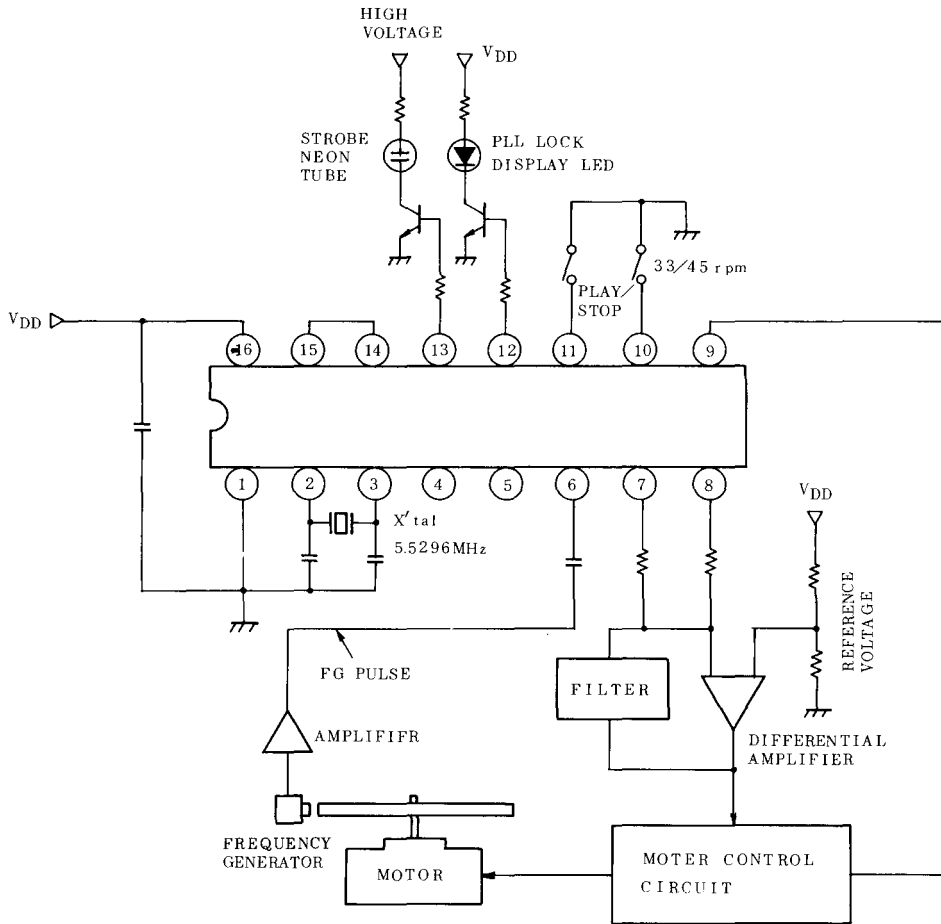 HIGH
VOLTAGE
VDD
STROBE
NEON
TUBE
PLL LOCK
DISPLAY LED
33/45 rpm
PLAY/
STOP
VDD
16
15
14
13
12
11
10
9
1
2
3
4
5
6
7
8
X'tal
5.5296MHz
VDD
REFERENCE
VOLTAGE
FG PULSE
FILTER
AMPLIFIFR
DIFFERENTIAL
AMPLIFIER
FREQUENCY
GENERATOR
MOTOR
MOTER CONTROL
CIRCUIT